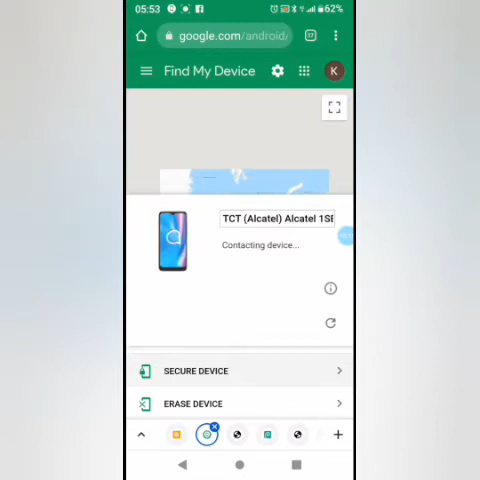 05:53
62%
google.com/android/
17
Find My Device
K
TCT (Alcatel) Alcatel 1SE
Contacting device...
SECURE DEVICE
ERASE DEVICE